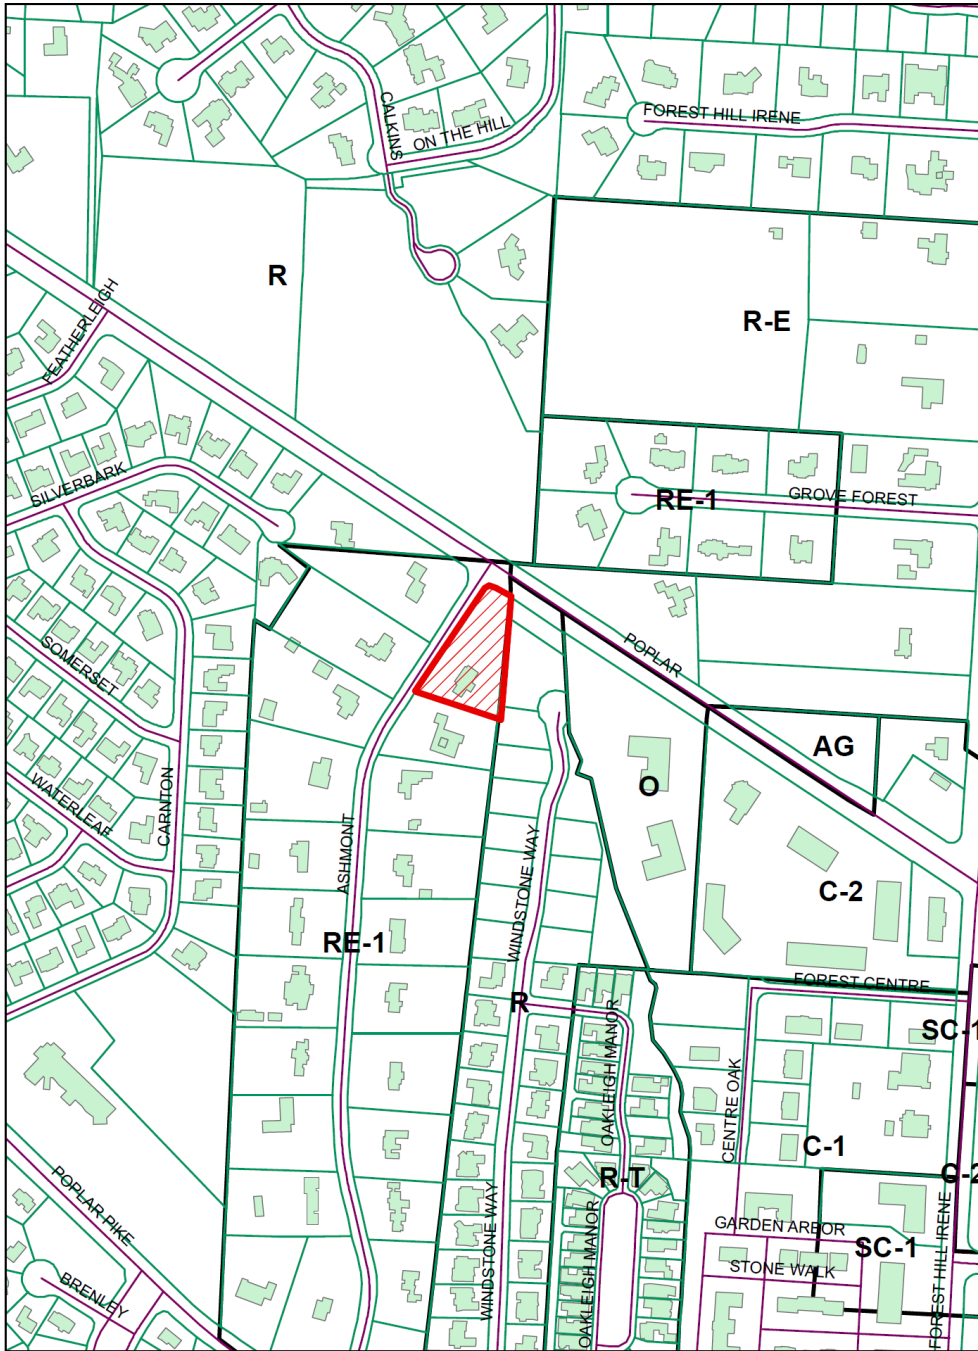 CALKINS
ON THE HILL
FOREST HILL IRENE
R
FEATHERLEIGH
R-E
SILVERBARK
RE-1
GROVE FOREST
SOMERSET
POPLAR
AG
O
WATERLEAF
CARNTON
ASHMONT
WINDSTONE WAY
C-2
RE-1
R
FOREST CENTRE
OAKLEIGH MANOR
SC-1
CENTRE OAK
C-1
R-T
C-2
POPLAR PIKE
WINDSTONE WAY
OAKLEIGH MANOR
GARDEN ARBOR
SC-1
STONE WALK
FOREST HILL IRENE
BRENLEY